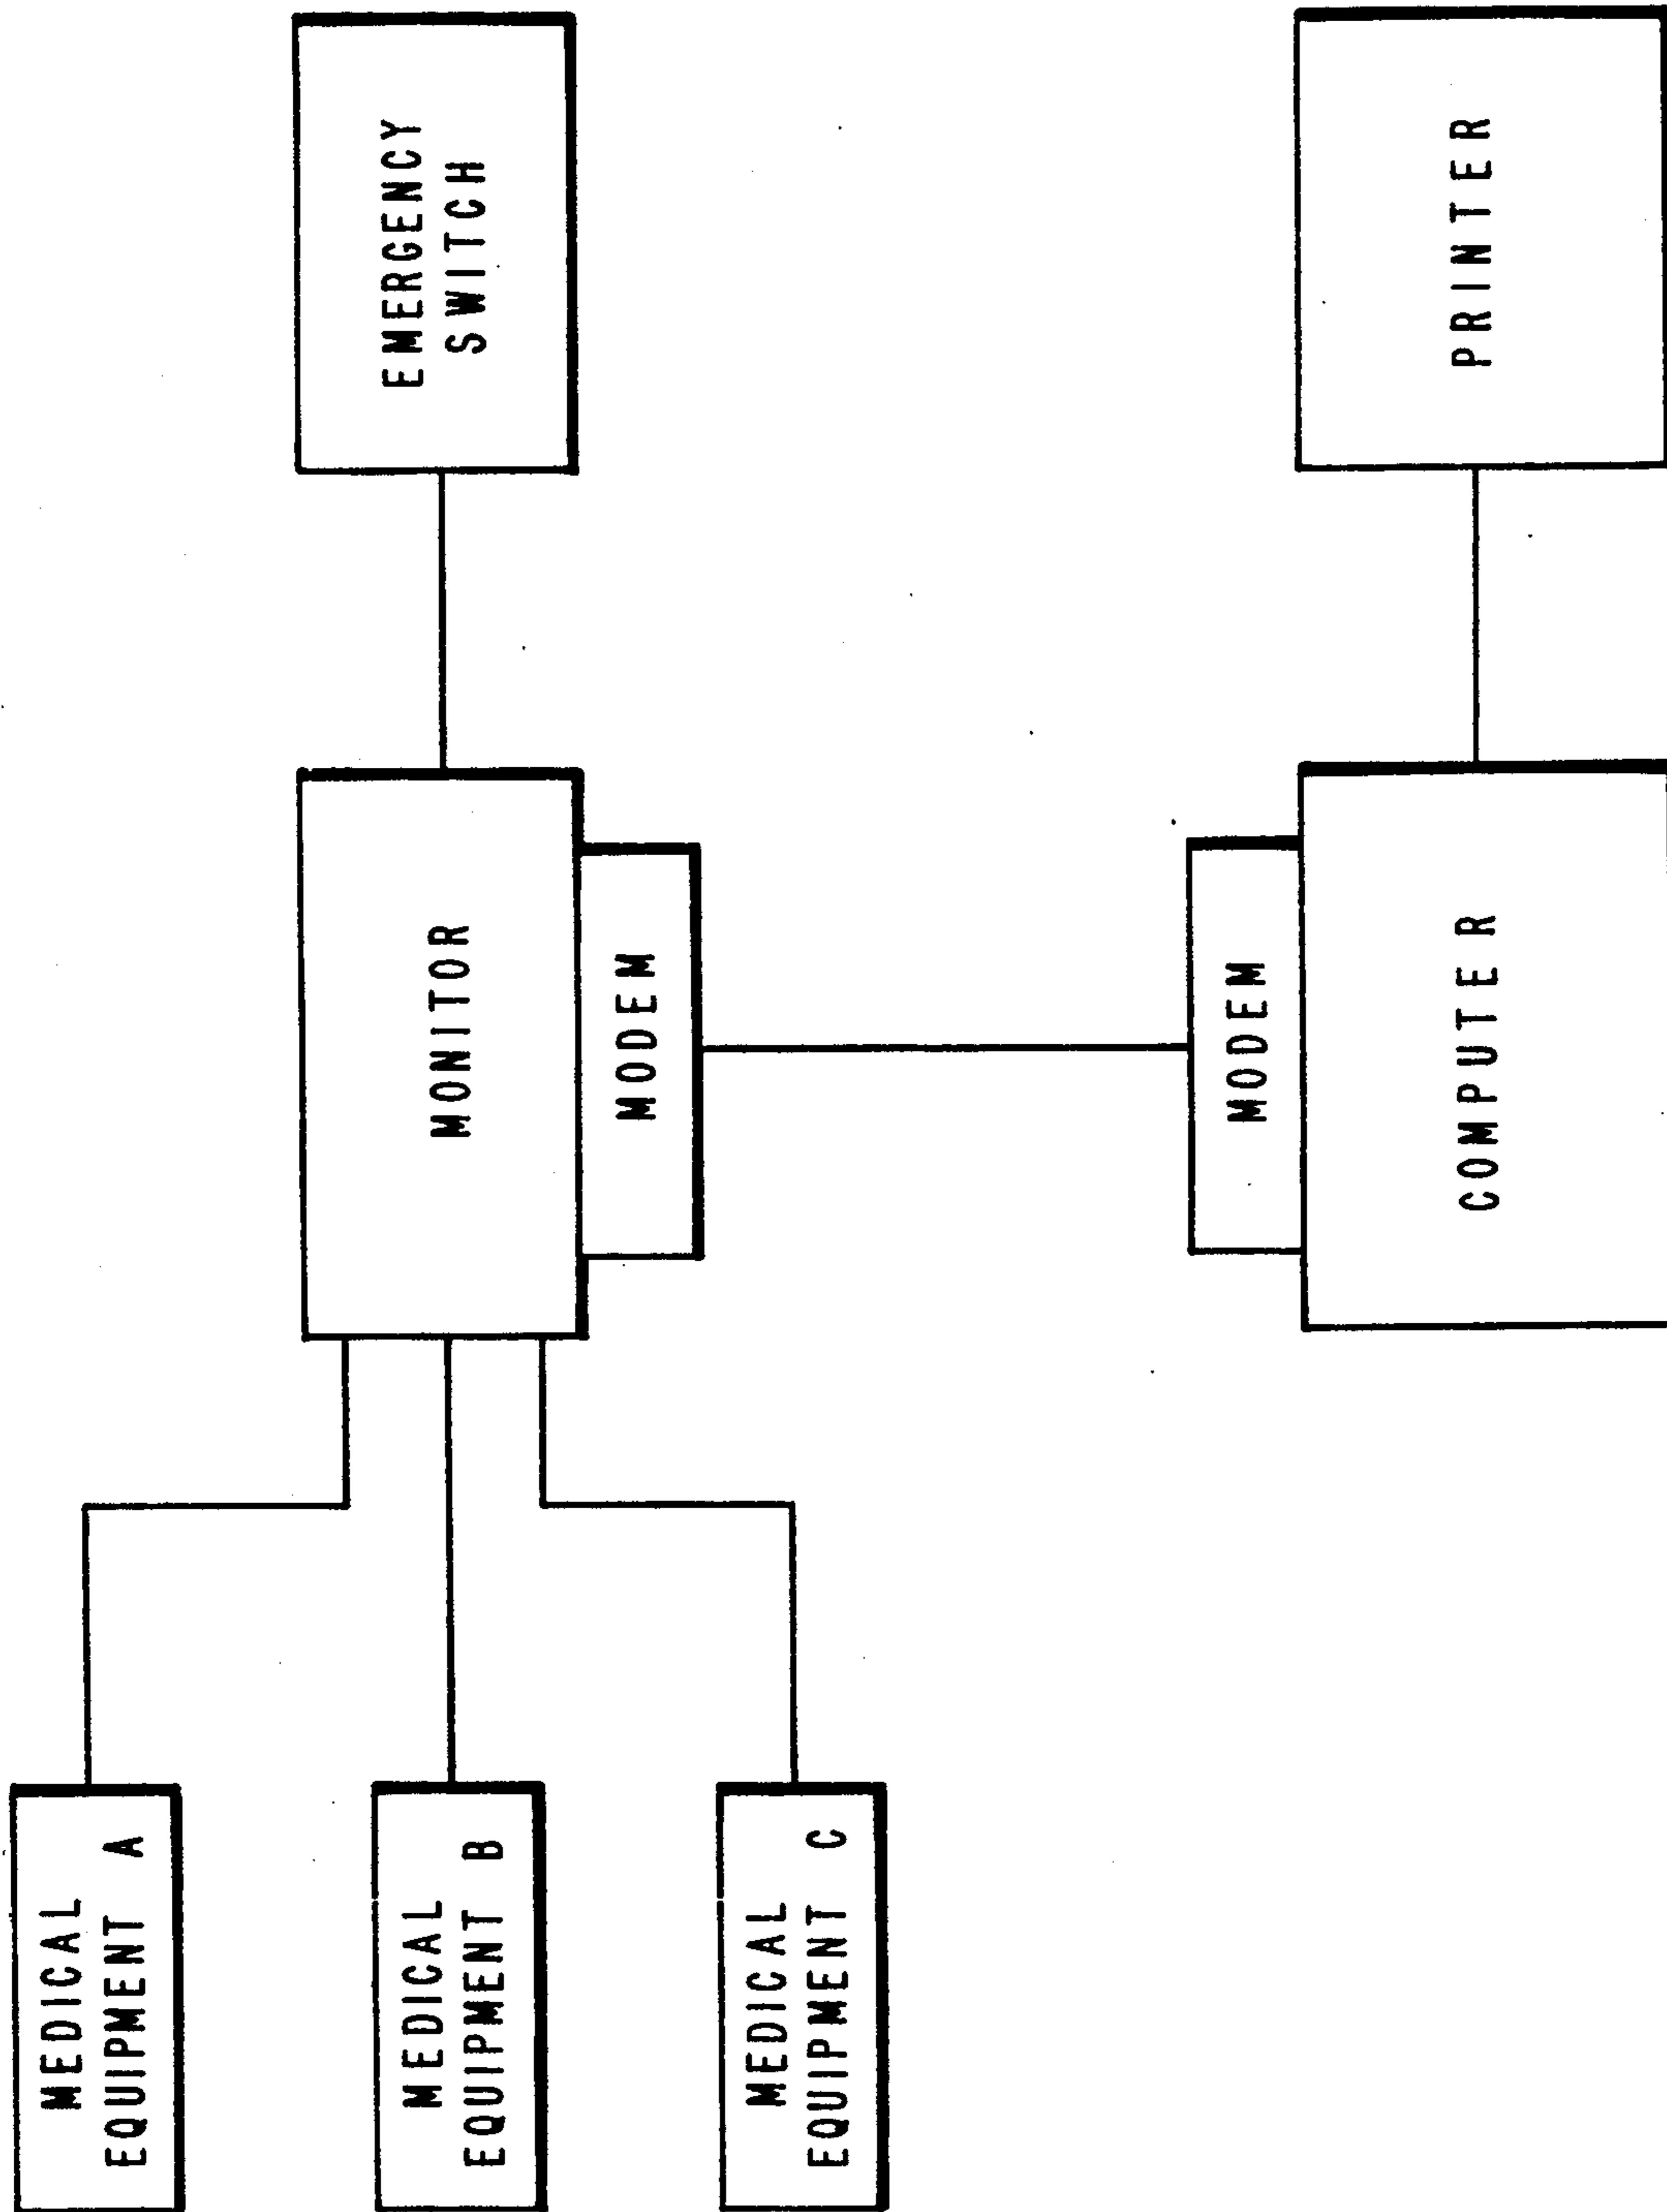 MEDICAL
EQUIPMENT A
MEDICAL
EQUIPMENT B
MEDICAL
EQUIPMENT C
MONITOR
MODEM
EMERGENCY
SWITCH
MODEM
COMPUTER
PRINTER